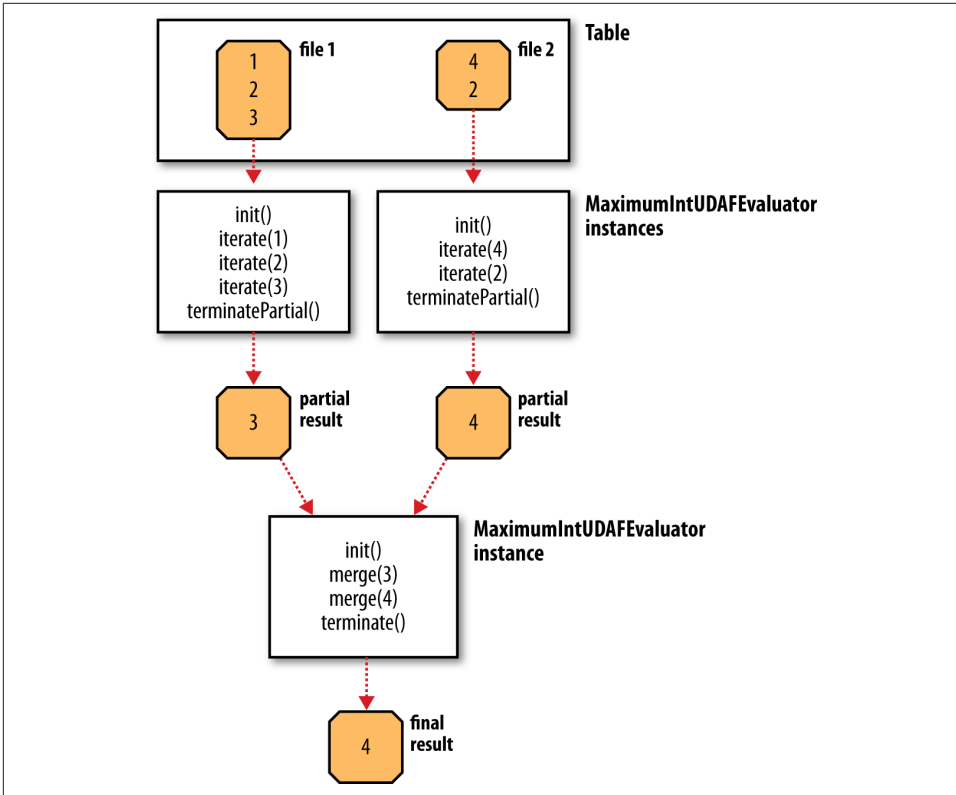 Table
file 1
1
2
3
file 2
4
2
MaximumIntUDAFEvaluator
instances
init()
iterate(1)
iterate(2)
iterate(3)
terminatePartial()
init()
iterate(4)
iterate(2)
terminatePartial()
3
partial
result
4
partial
result
MaximumIntUDAFEvaluator
instance
init()
merge(3)
merge(4)
terminate()
4
final
result